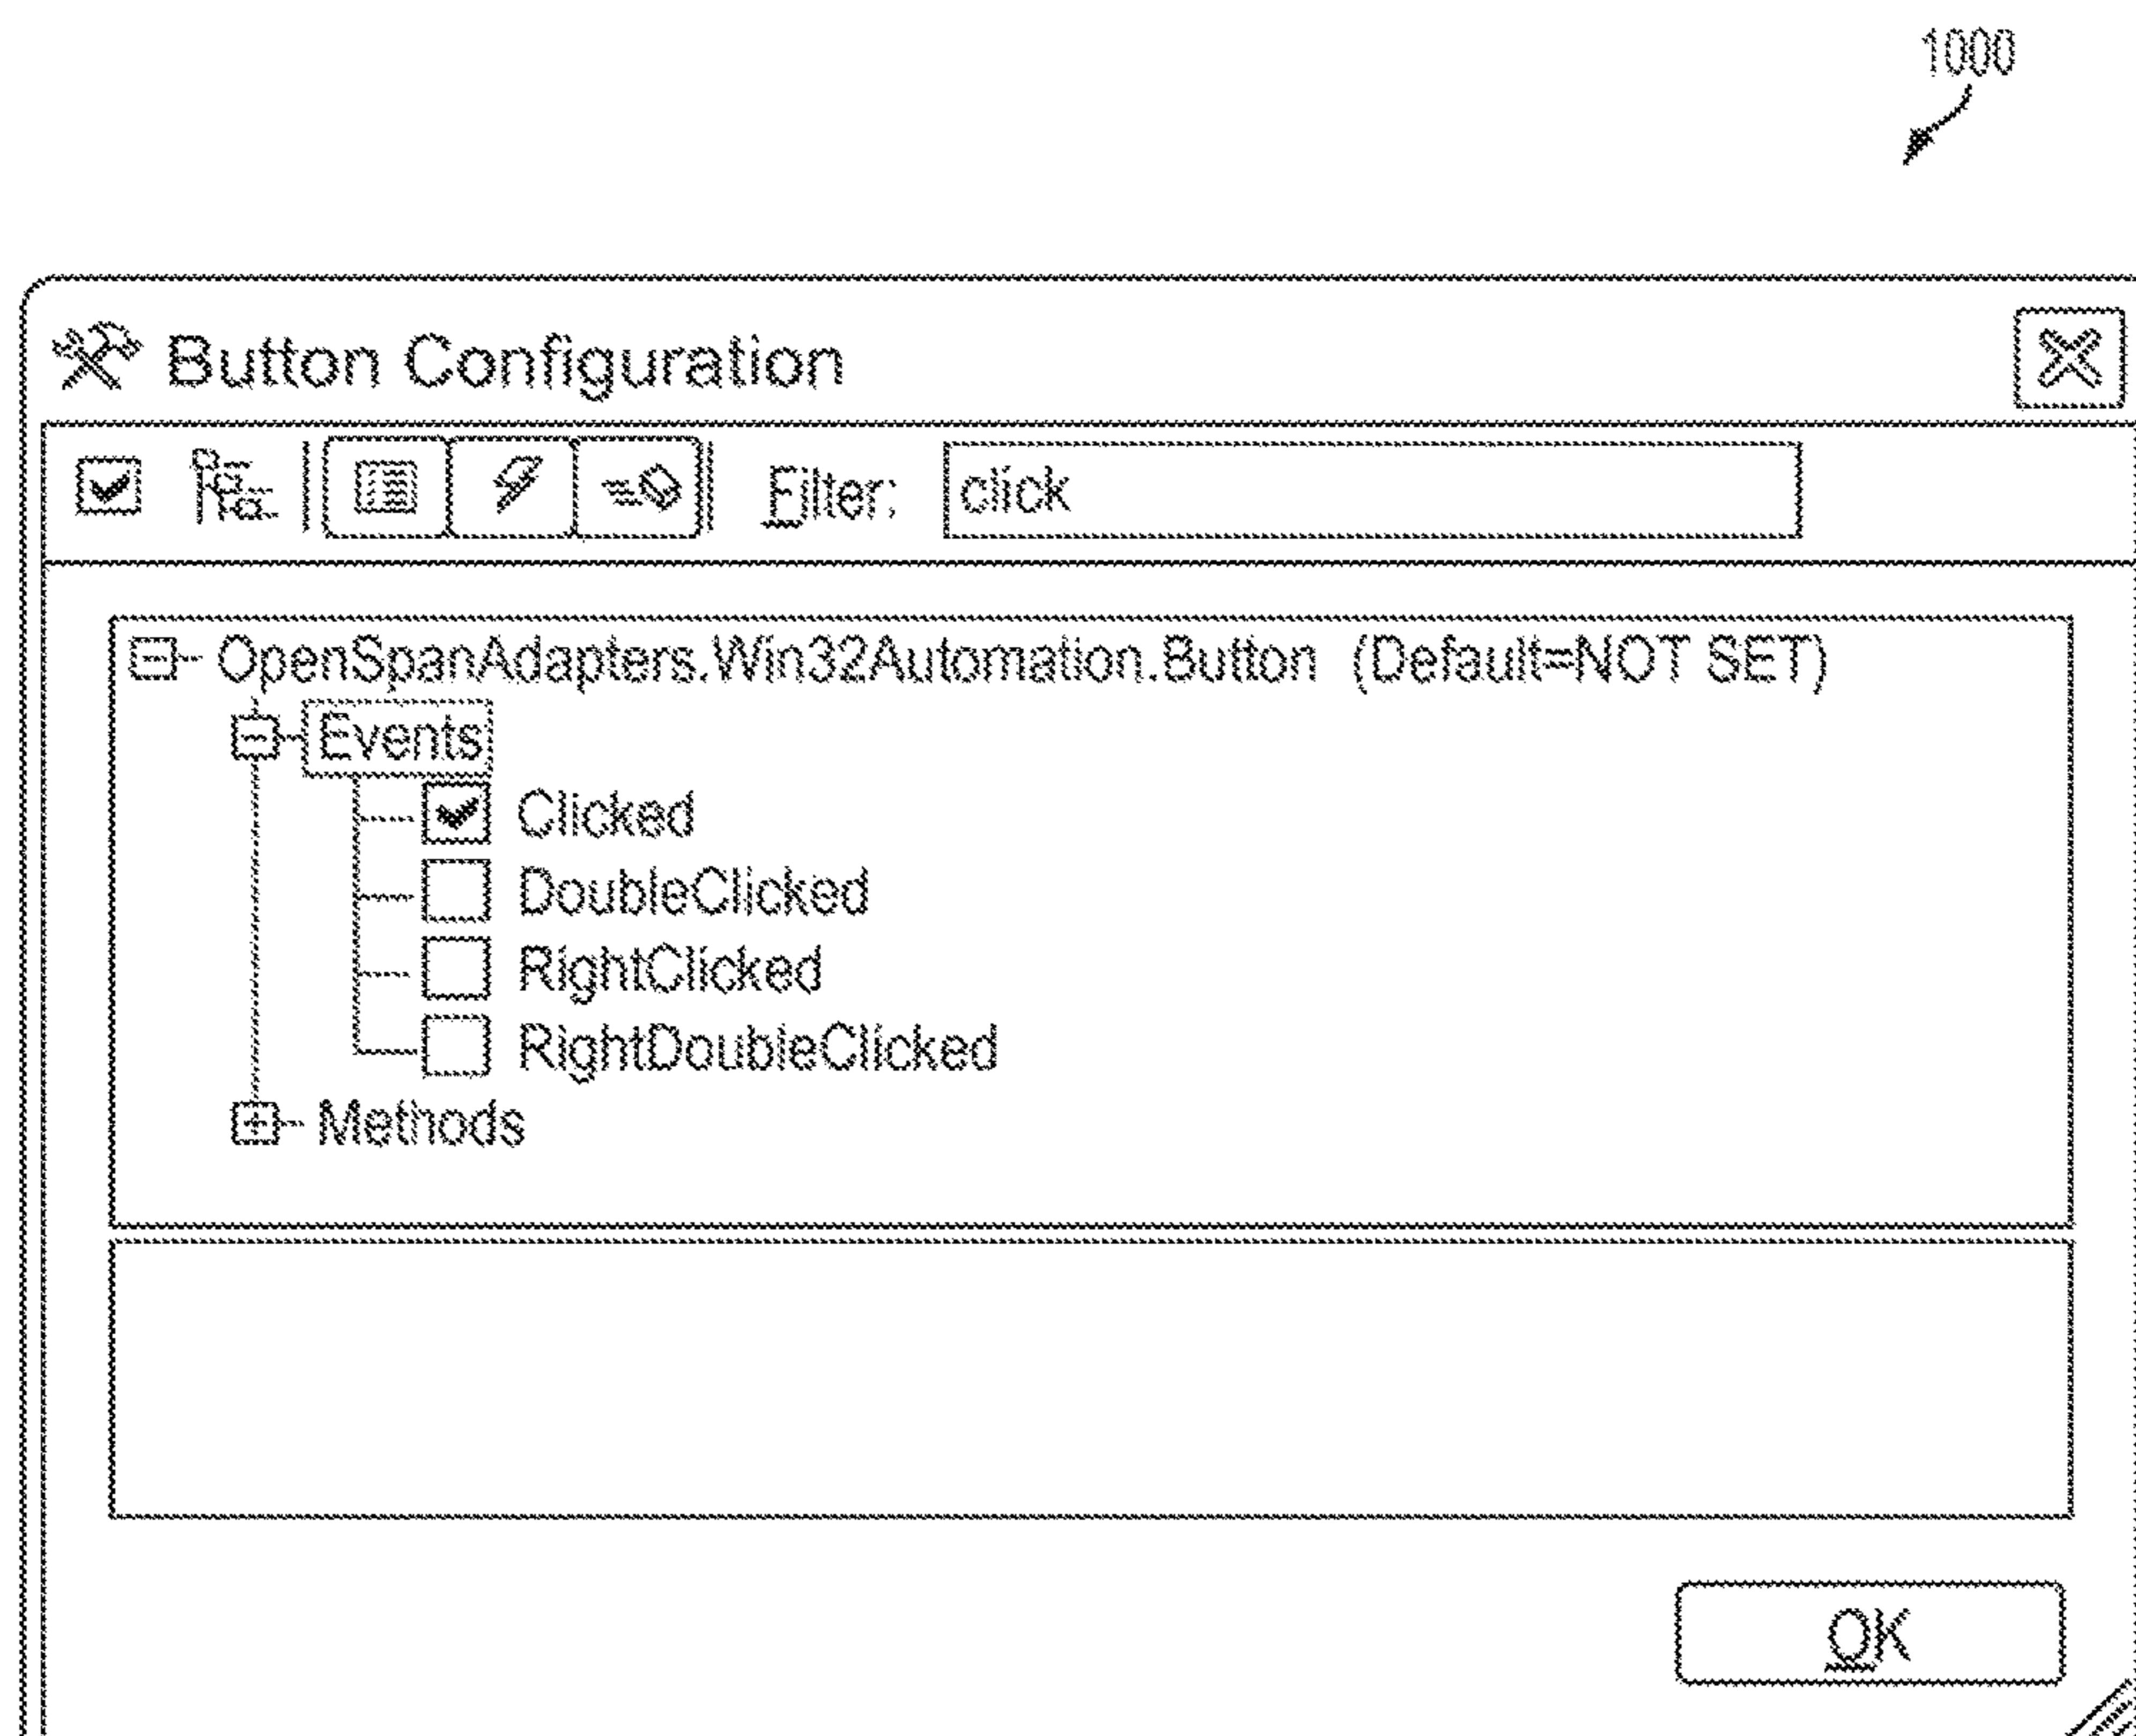 1000
Button Configuration
Filter: click
OpenSpanAdapters.Win32Automation.Button (Default=NOT SET)
Events
Clicked
DoubleClicked
RightClicked
RightDoubleClicked
Methods
OK